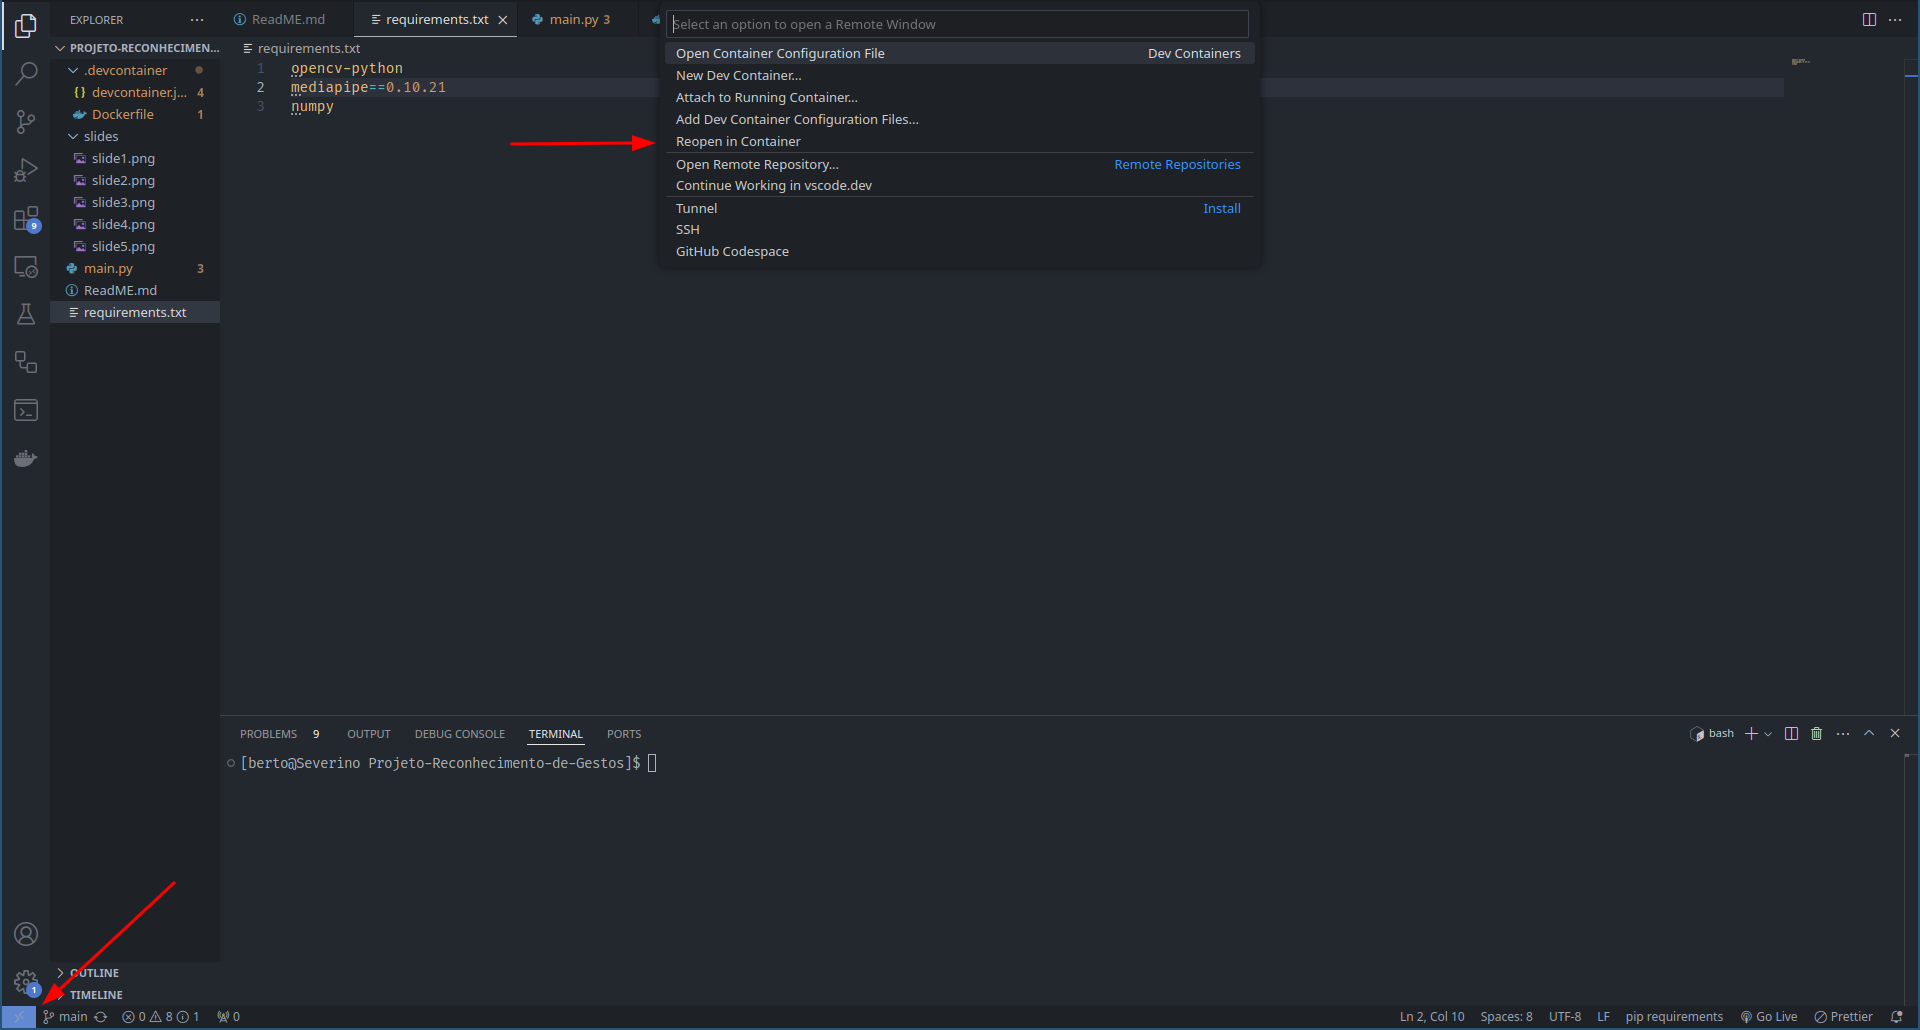 EXPLORER
PROJETO-RECONHECIMEN...
.devcontainer
{} devcontainer.j... 4
Dockerfile 1
slides
slide1.png
slide2.png
slide3.png
slide4.png
slide5.png
main.py 3
ReadME.md
requirements.txt
OUTLINE
TIMELINE
9
1
ReadME.md
requirements.txt
main.py 3
requirements.txt
1 opencv-python
2 mediapipe==0.10.21
3 numpy
Select an option to open a Remote Window
Open Container Configuration File Dev Containers
New Dev Container...
Attach to Running Container...
Add Dev Container Configuration Files...
Reopen in Container
Open Remote Repository... Remote Repositories
Continue Working in vscode.dev
Tunnel Install
SSH
GitHub Codespace
PROBLEMS 9 OUTPUT DEBUG CONSOLE TERMINAL PORTS
bash
[berto@Severino Projeto-Reconhecimento-de-Gestos]$
main 0 8 1 0
Ln 2, Col 10 Spaces: 8 UTF-8 LF pip requirements Go Live Prettier